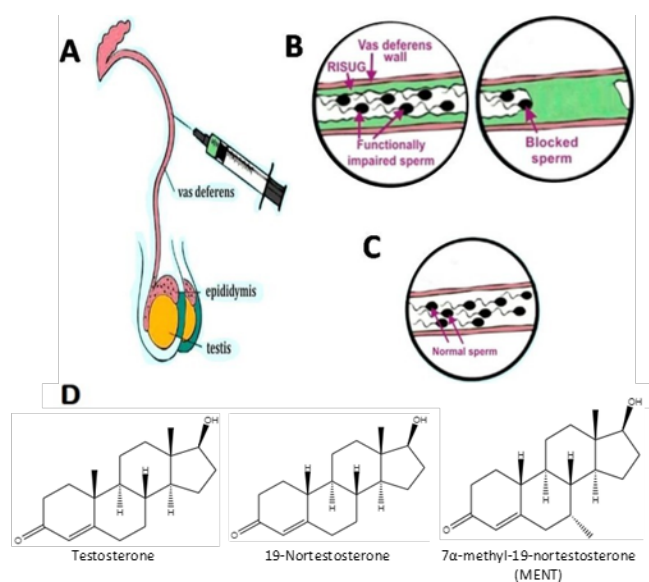 A
vas deferens
epididymis
testis
B
Vas deferens
wall
RISUG
Functionally
impaired sperm
Blocked
sperm
C
Normal sperm
D
OH
H
H
H
O
Testosterone
OH
H
H
H
H
O
19-Nortestosterone
OH
H
H
H
H
O
7α-methyl-19-nortestosterone
(MENT)